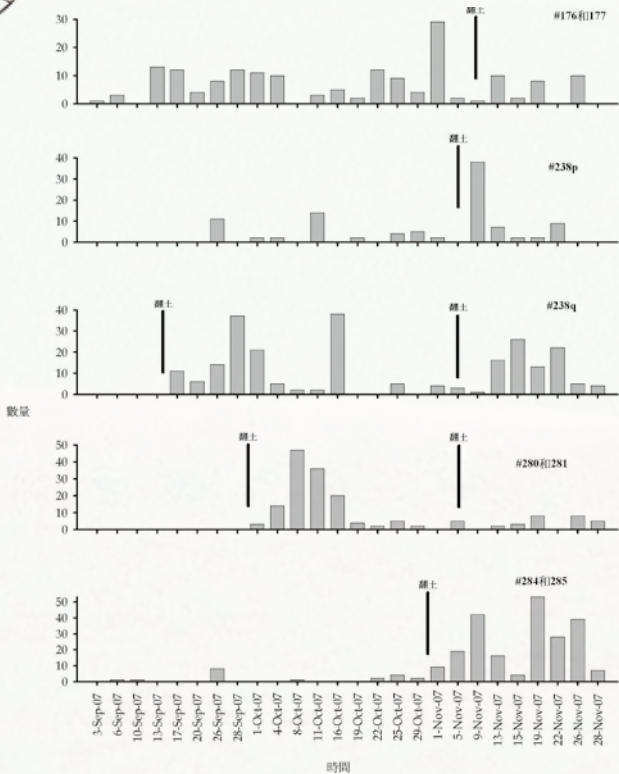 翻土
#176和177
30
20
10
0
翻土
#238p
40
30
20
10
0
翻土
翻土
#238q
40
30
20
10
0
數量
翻土
翻土
#280和281
50
40
30
20
10
0
翻土
#284和285
50
40
30
20
10
0
3-Sep-07
6-Sep-07
10-Sep-07
13-Sep-07
17-Sep-07
20-Sep-07
26-Sep-07
28-Sep-07
1-Oct-07
4-Oct-07
8-Oct-07
11-Oct-07
16-Oct-07
19-Oct-07
22-Oct-07
25-Oct-07
29-Oct-07
1-Nov-07
5-Nov-07
9-Nov-07
13-Nov-07
15-Nov-07
19-Nov-07
22-Nov-07
26-Nov-07
28-Nov-07
時間